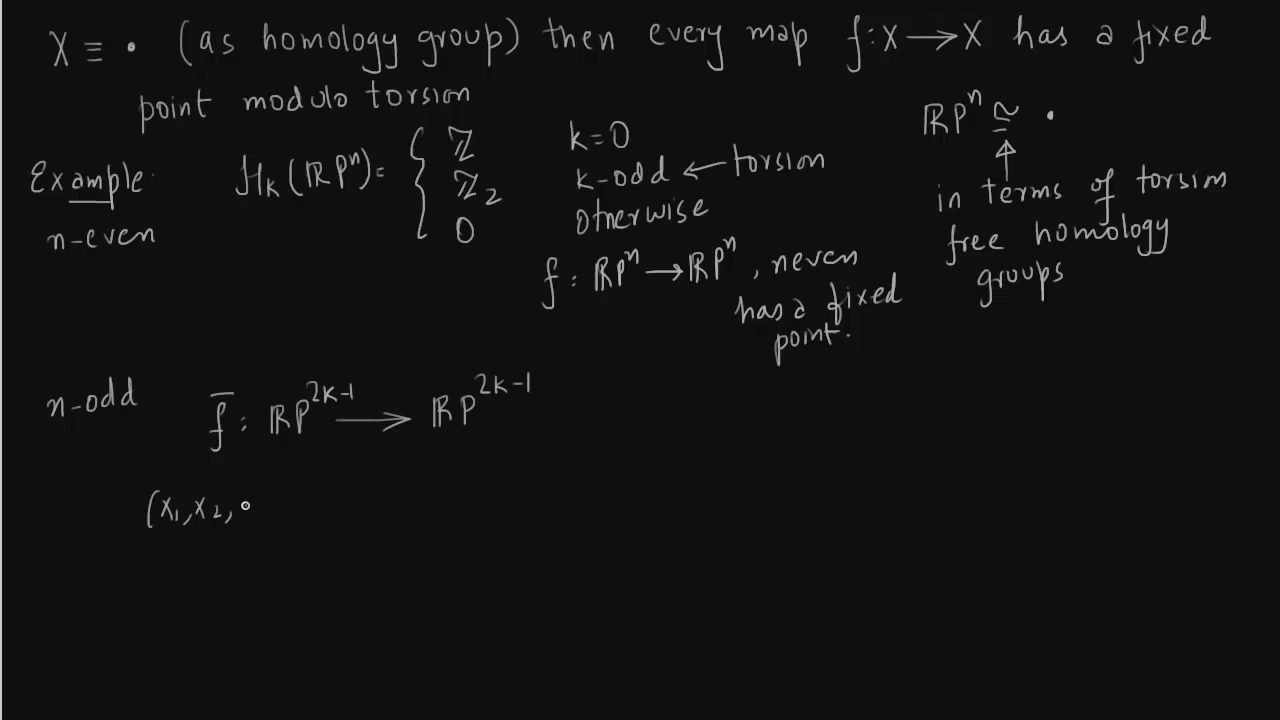 X ≡ • (as homology group) then every map f: X ⟶ X has a fixed
point modulo torsion
Example:
n-even
H_k(ℝP^n) = { ℤ k=0
ℤ_2 k-odd ← torsion
0 otherwise
ℝP^n ≅ •
↑
in terms of torsion
free homology
groups
f : ℝP^n ⟶ ℝP^n, n even
has a fixed
point.
n-odd
f̅ : ℝP^{2k-1} ⟶ ℝP^{2k-1}
(x_1, x_2,